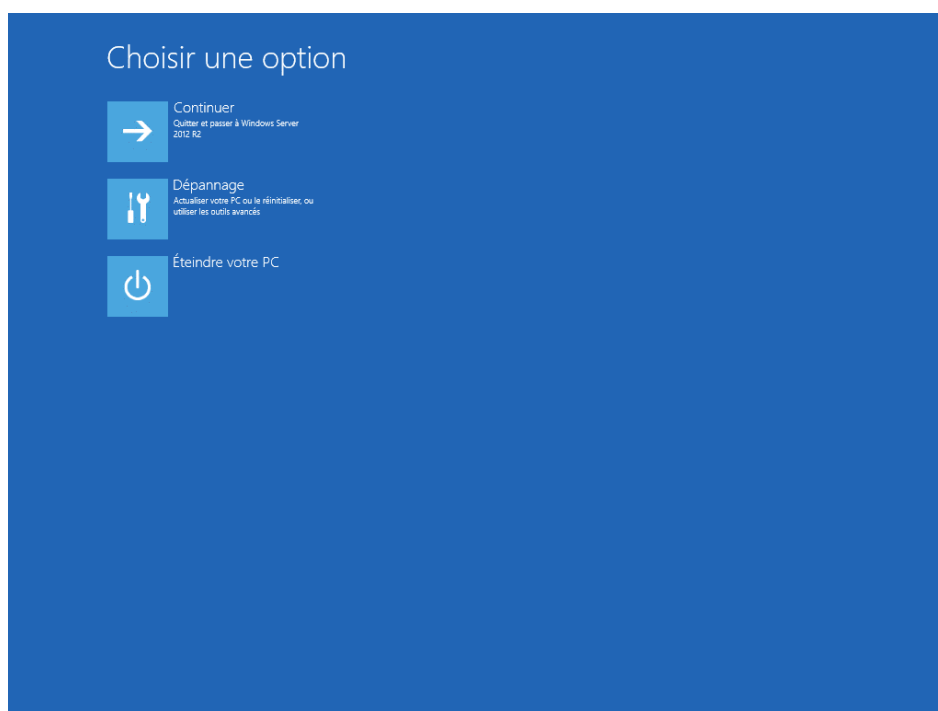 Choisir une option
Continuer
Quitter et passer à Windows Server
2012 R2
Dépannage
Actualiser votre PC ou le réinitialiser, ou
utiliser les outils avancés
Éteindre votre PC